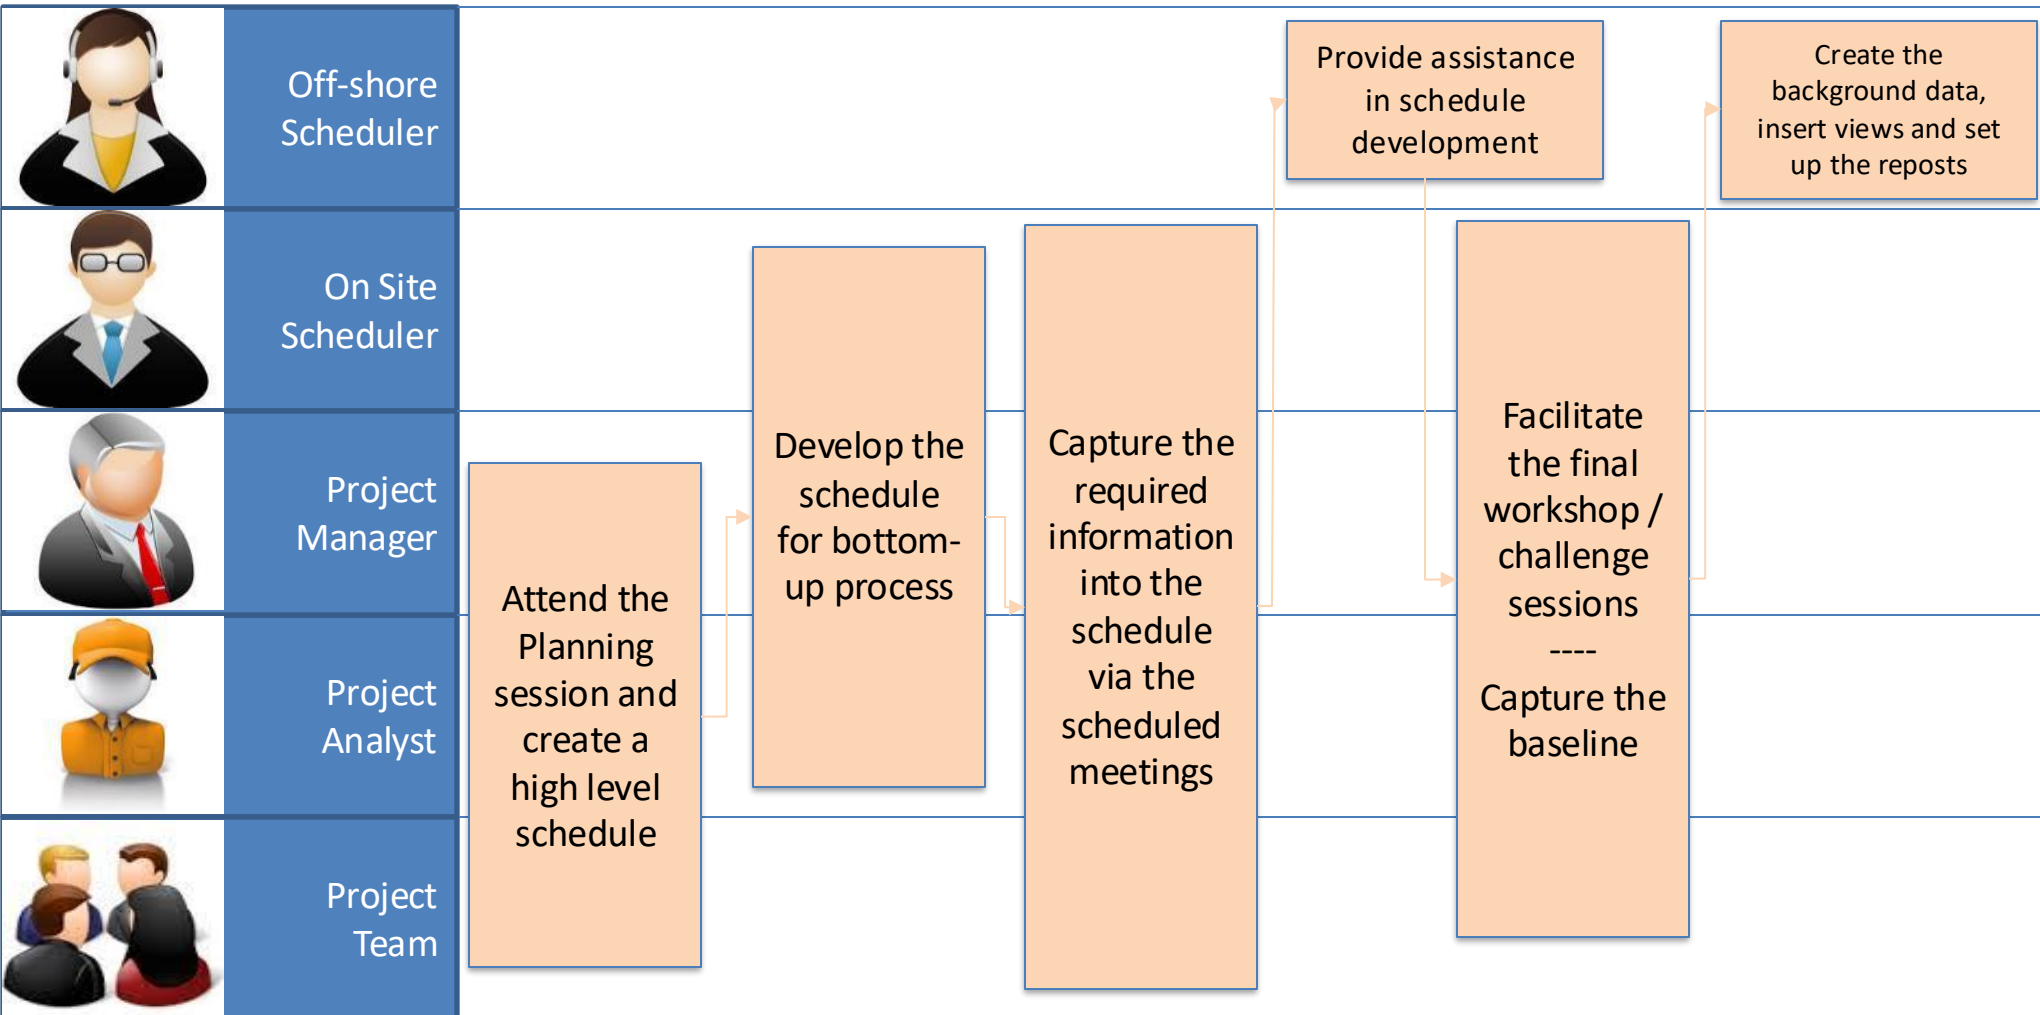 Off-shore
Scheduler
On Site
Scheduler
Project
Manager
Project
Analyst
Project
Team
Attend the
Planning
session and
create a
high level
schedule
Develop the
schedule
for bottom-
up process
Capture the
required
information
into the
schedule
via the
scheduled
meetings
Provide assistance
in schedule
development
Facilitate
the final
workshop /
challenge
sessions
----
Capture the
baseline
Create the
background data,
insert views and set
up the reposts